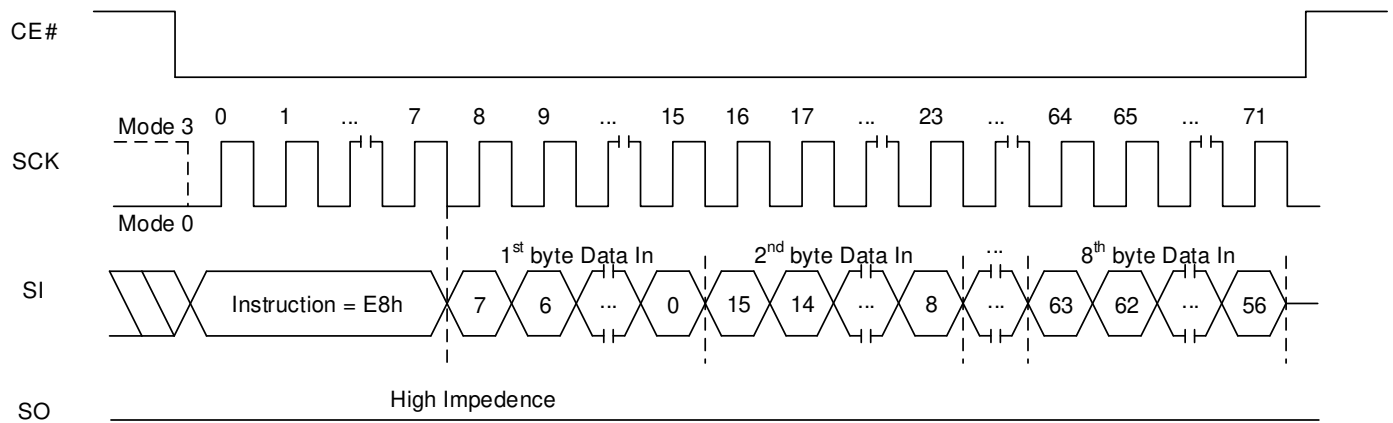 CE#
0 1 ... 7 8 9 ... 15 16 17 ... 23 ... 64 65 ... 71
Mode 3
SCK
Mode 0
1st byte Data In 2nd byte Data In ... 8th byte Data In
SI
Instruction = E8h 7 6 ... 0 15 14 ... 8 ... 63 62 ... 56
High Impedence
SO